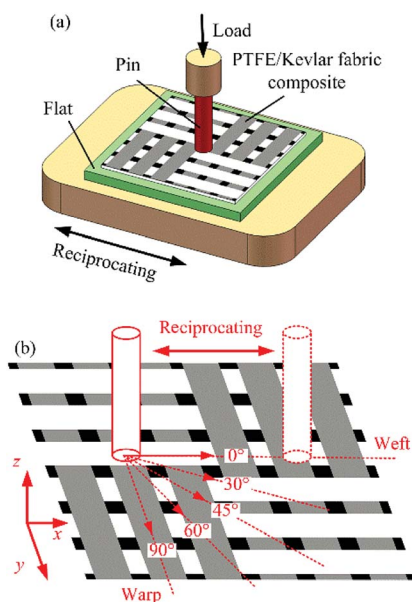 (a)
Load
PTFE/Kevlar fabric
composite
Pin
Flat
Reciprocating
(b)
Reciprocating
0°
Weft
30°
45°
60°
90°
Warp
z
x
y